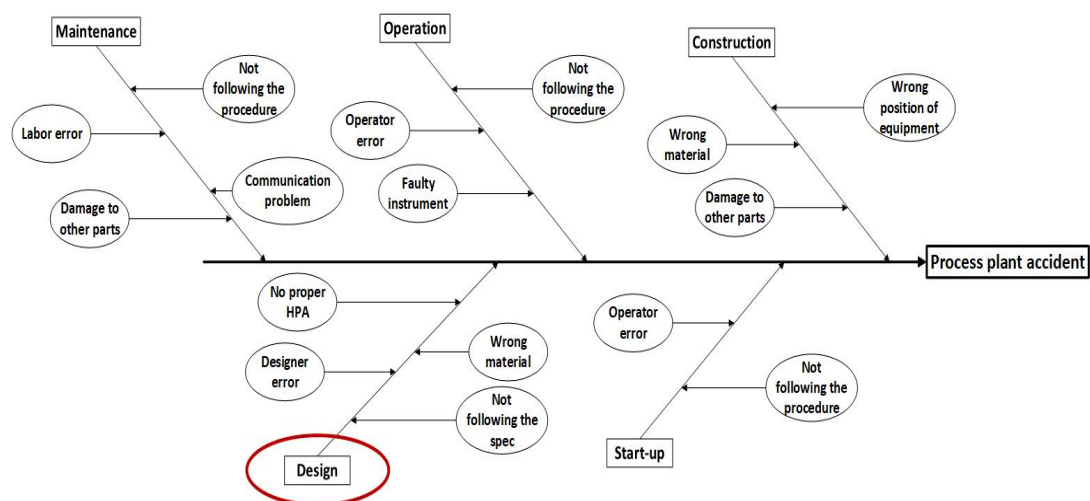 Maintenance
Operation
Construction
Not
following the
procedure
Labor error
Communication
problem
Damage to
other parts
Not
following the
procedure
Operator
error
Faulty
instrument
Wrong
position of
equipment
Wrong
material
Damage to
other parts
Process plant accident
No proper
HPA
Designer
error
Wrong
material
Not
following the
spec
Design
Operator
error
Not
following the
procedure
Start-up